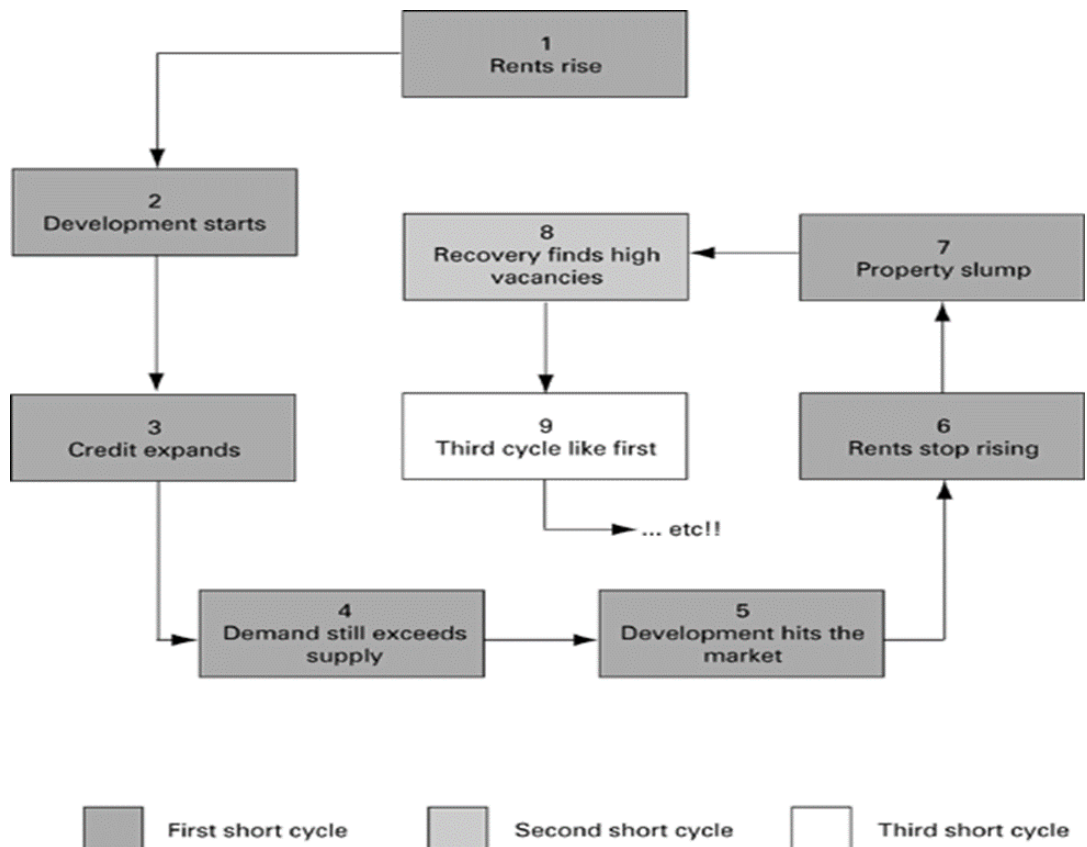 1
Rents rise
2
Development starts
3
Credit expands
4
Demand still exceeds
supply
5
Development hits the
market
6
Rents stop rising
7
Property slump
8
Recovery finds high
vacancies
9
Third cycle like first
... etc!!
First short cycle
Second short cycle
Third short cycle